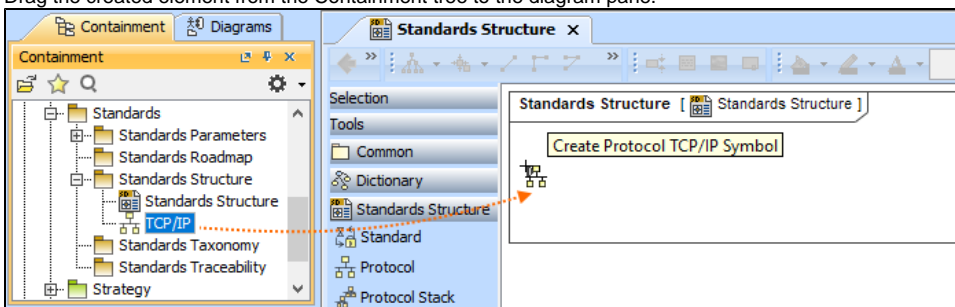 Drag the created element from the Containment tree to the diagram pane.
Containment
Diagrams
Containment
Standards
Standards Parameters
Standards Roadmap
Standards Structure
Standards Structure
TCP/IP
Standards Taxonomy
Standards Traceability
Strategy
Standards Structure X
Selection
Tools
Common
Dictionary
Standards Structure
Standard
Protocol
Protocol Stack
Standards Structure [ Standards Structure ]
Create Protocol TCP/IP Symbol